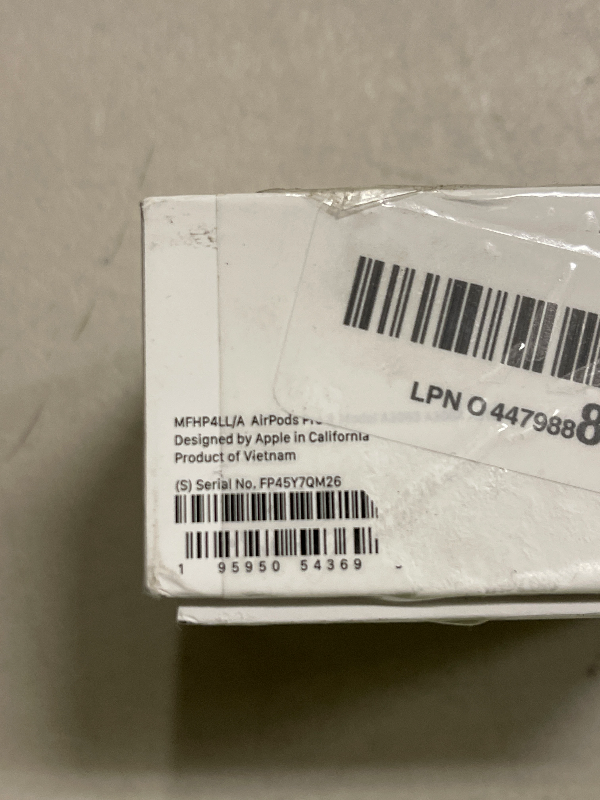 LPN O 4479888
MFHP4LL/A AirPods
Designed by Apple in California
Product of Vietnam
(S) Serial No. FP45Y7QM26
1 95950 54369